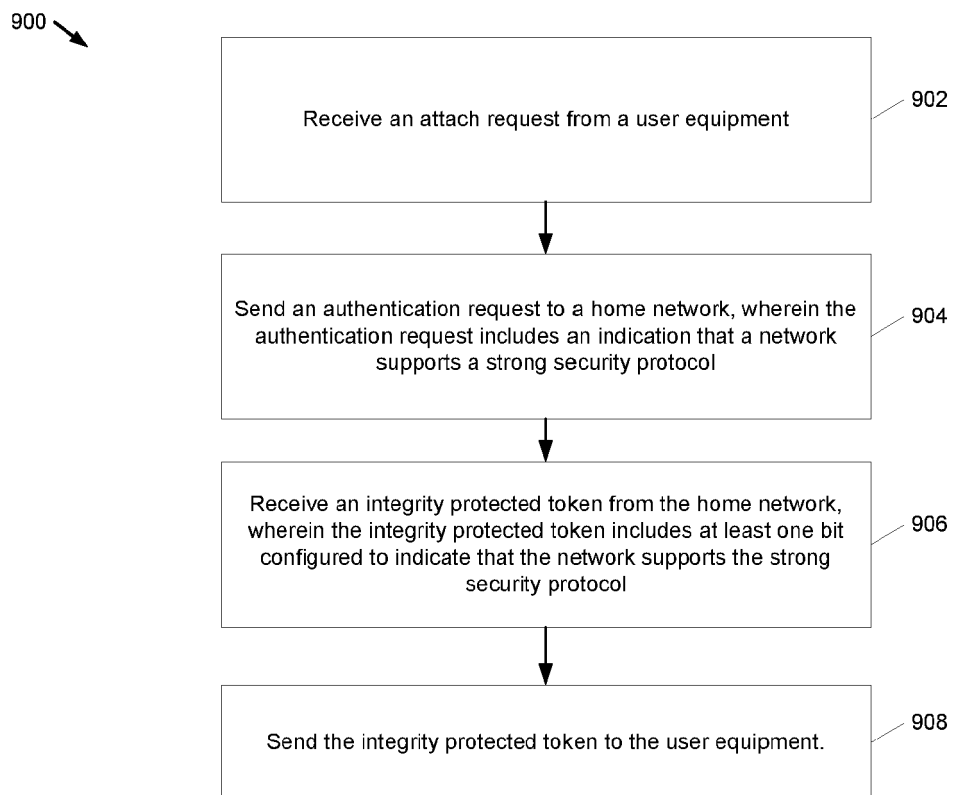 900
902
Receive an attach request from a user equipment
904
Send an authentication request to a home network, wherein the
authentication request includes an indication that a network
supports a strong security protocol
906
Receive an integrity protected token from the home network,
wherein the integrity protected token includes at least one bit
configured to indicate that the network supports the strong
security protocol
908
Send the integrity protected token to the user equipment.